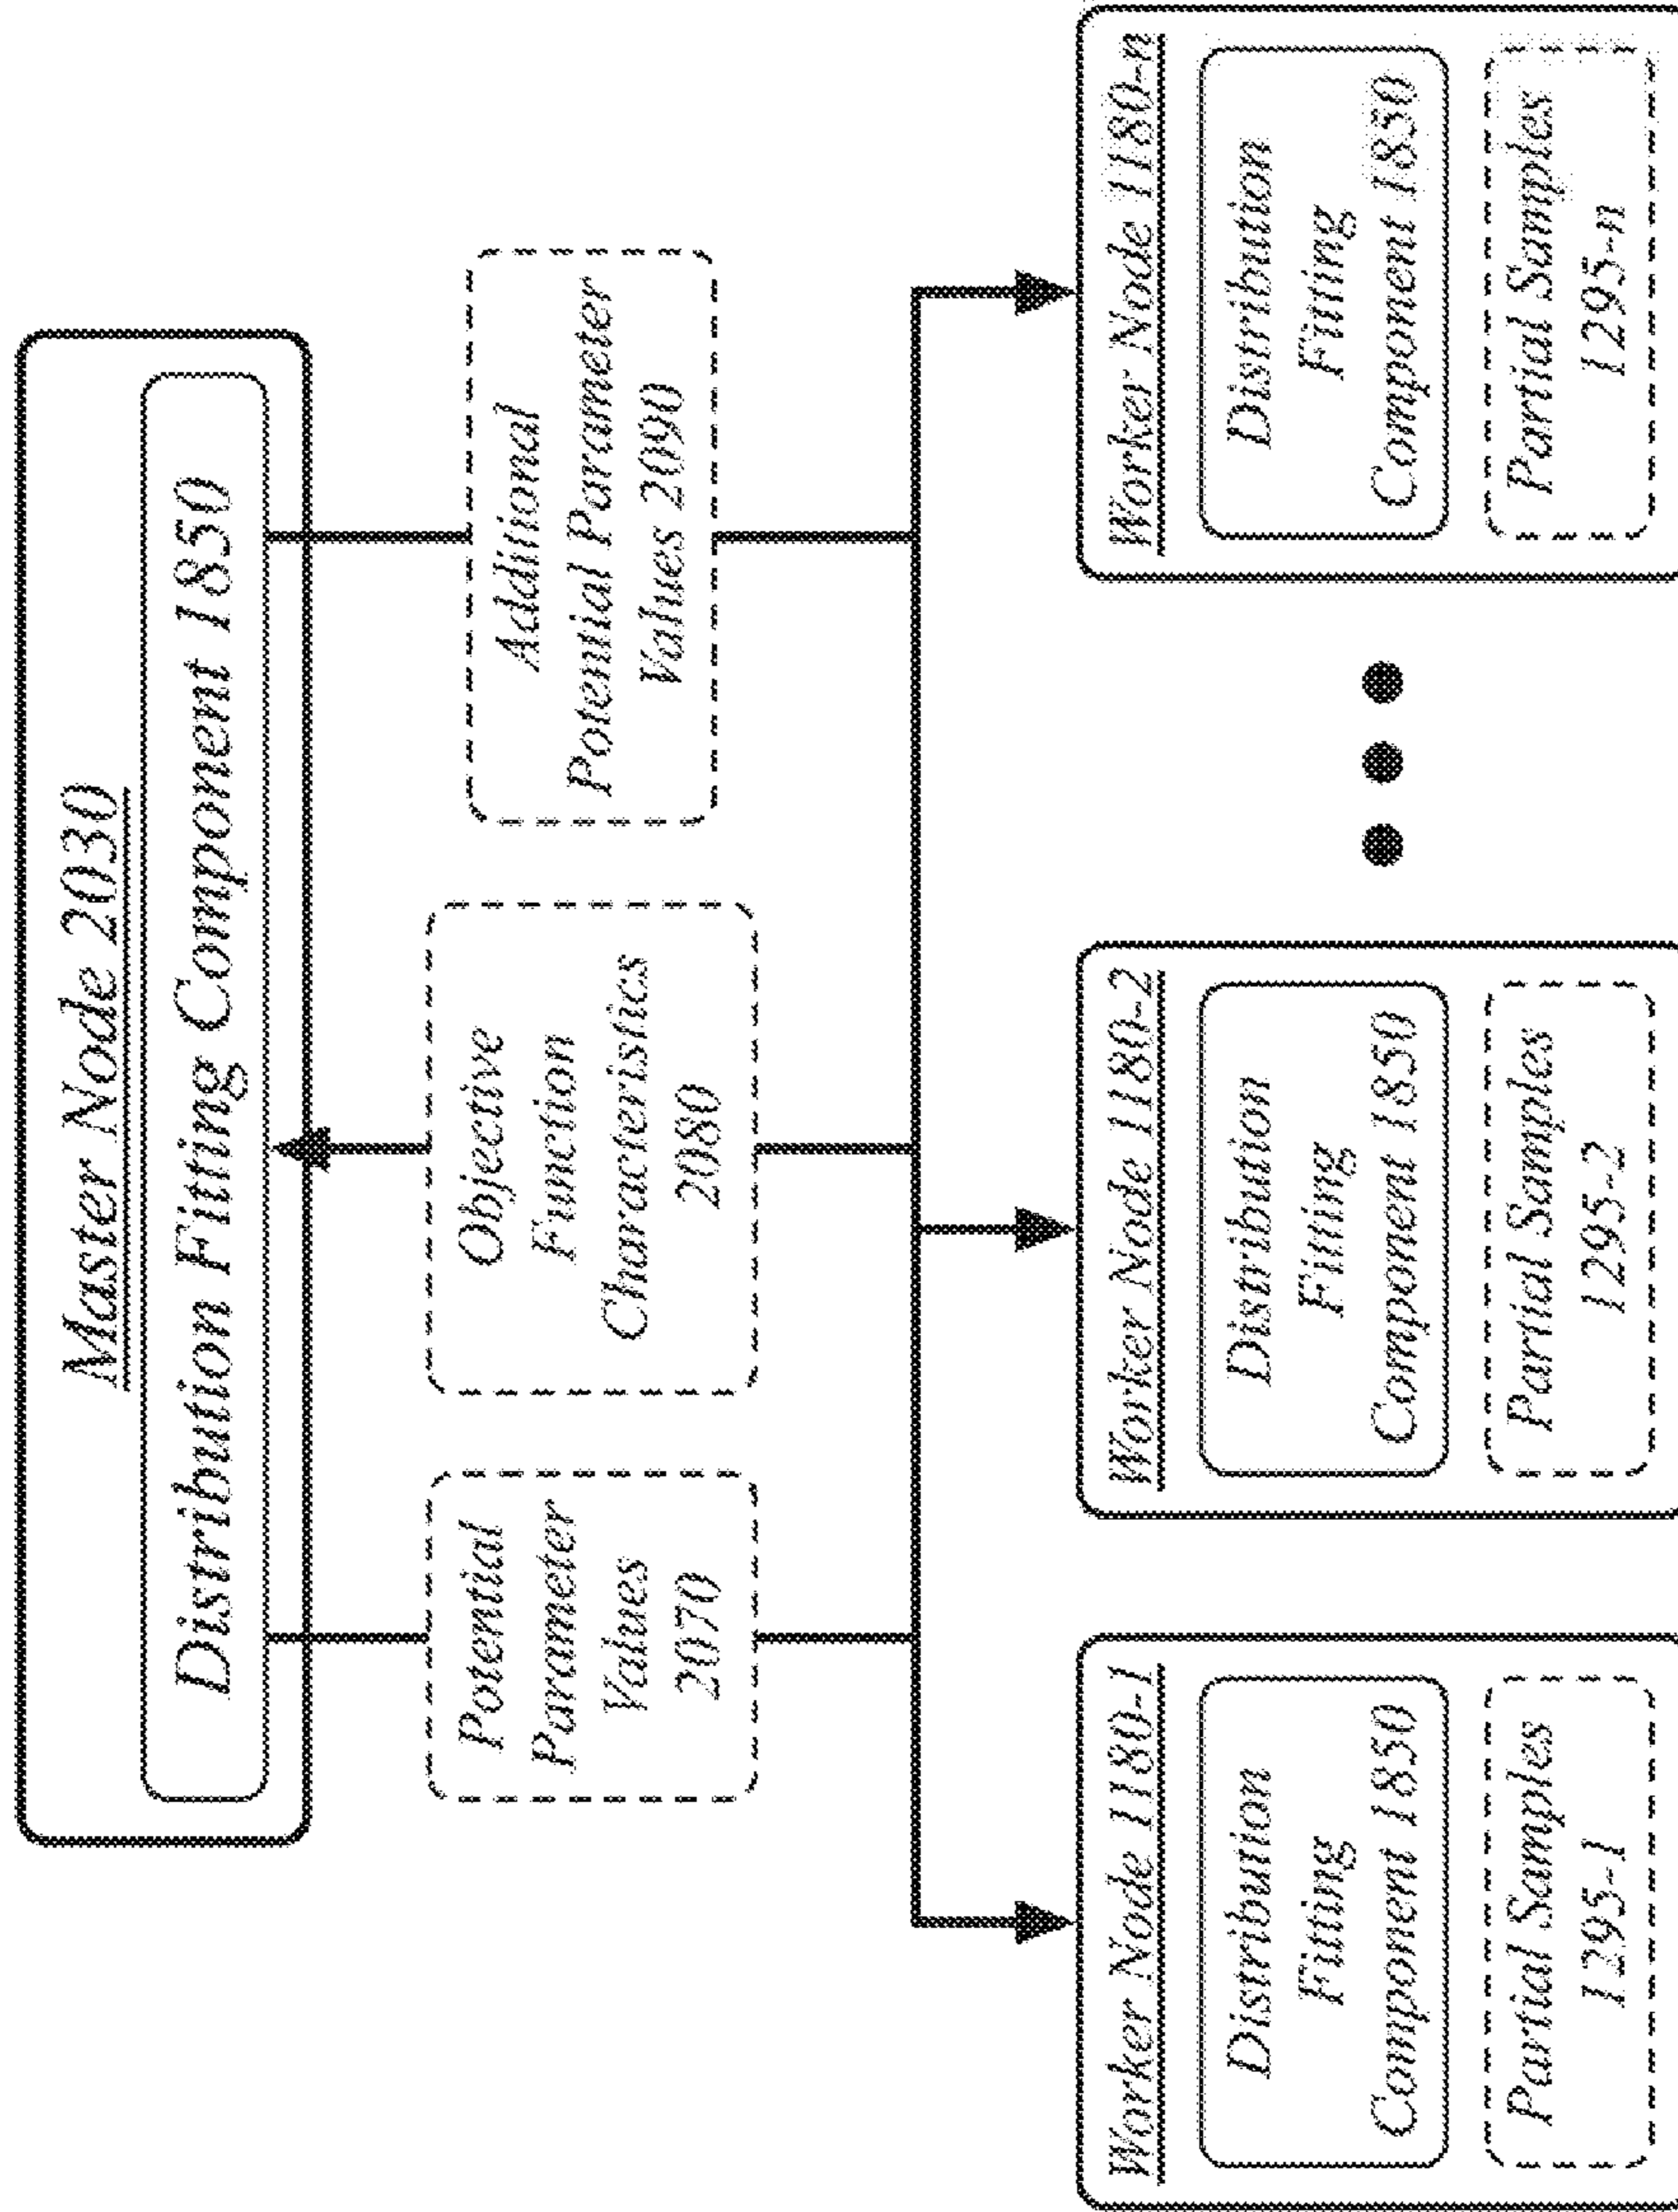 Master Node 2030
Distribution Fitting Component 1850
Potential
Parameter
Values
2070
Objective
Function
Characteristics
2080
Additional
Potential Parameter
Values 2090
Worker Node 1180-1
Distribution
Fitting
Component 1850
Partial Samples
1295-1
Worker Node 1180-2
Distribution
Fitting
Component 1850
Partial Samples
1295-2
Worker Node 1180-n
Distribution
Fitting
Component 1850
Partial Samples
1295-n